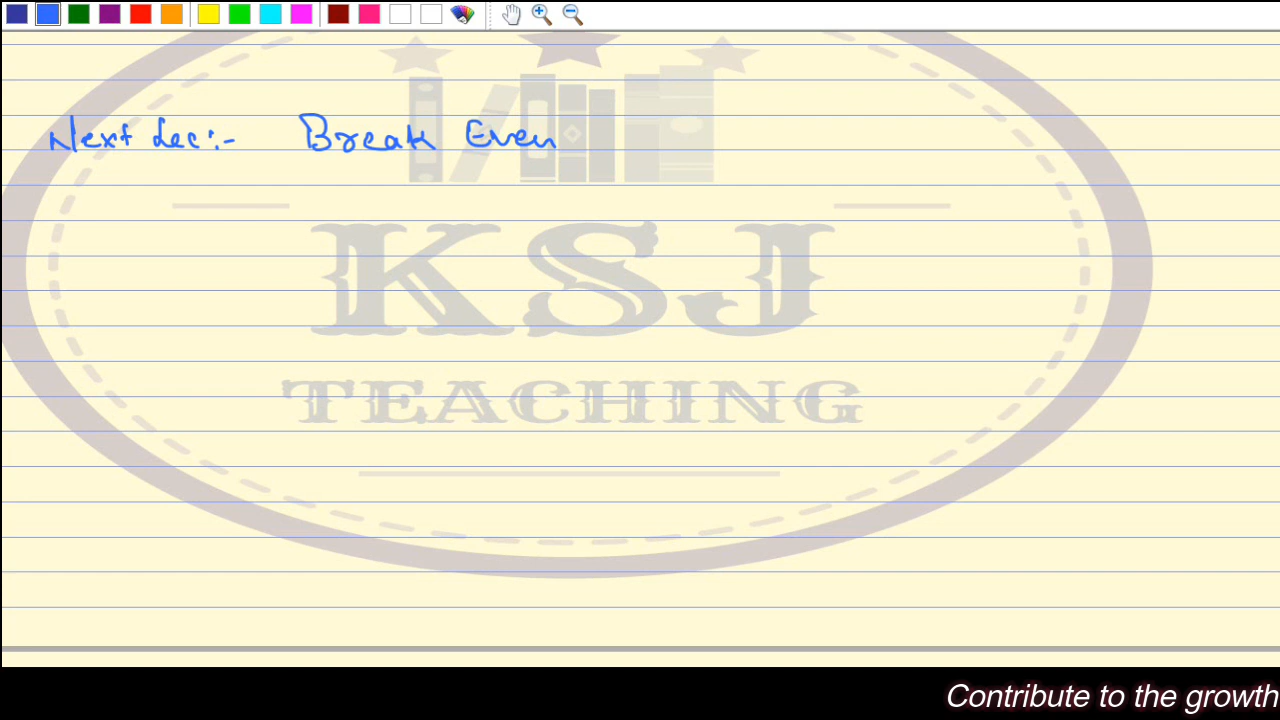 Next Lec:- Break Even
KSJ
TEACHING
Contribute to the growth